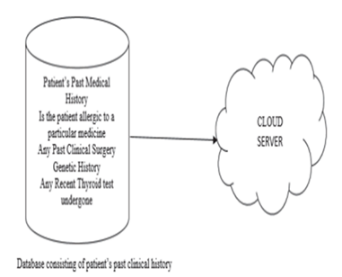 Patient's Past Medical
History
Is the patient allergic to a
particular medicine
Any Past Clinical Surgery
Genetic History
Any Recent Thyroid test
undergone
CLOUD
SERVER
Database consisting of patient's past clinical history